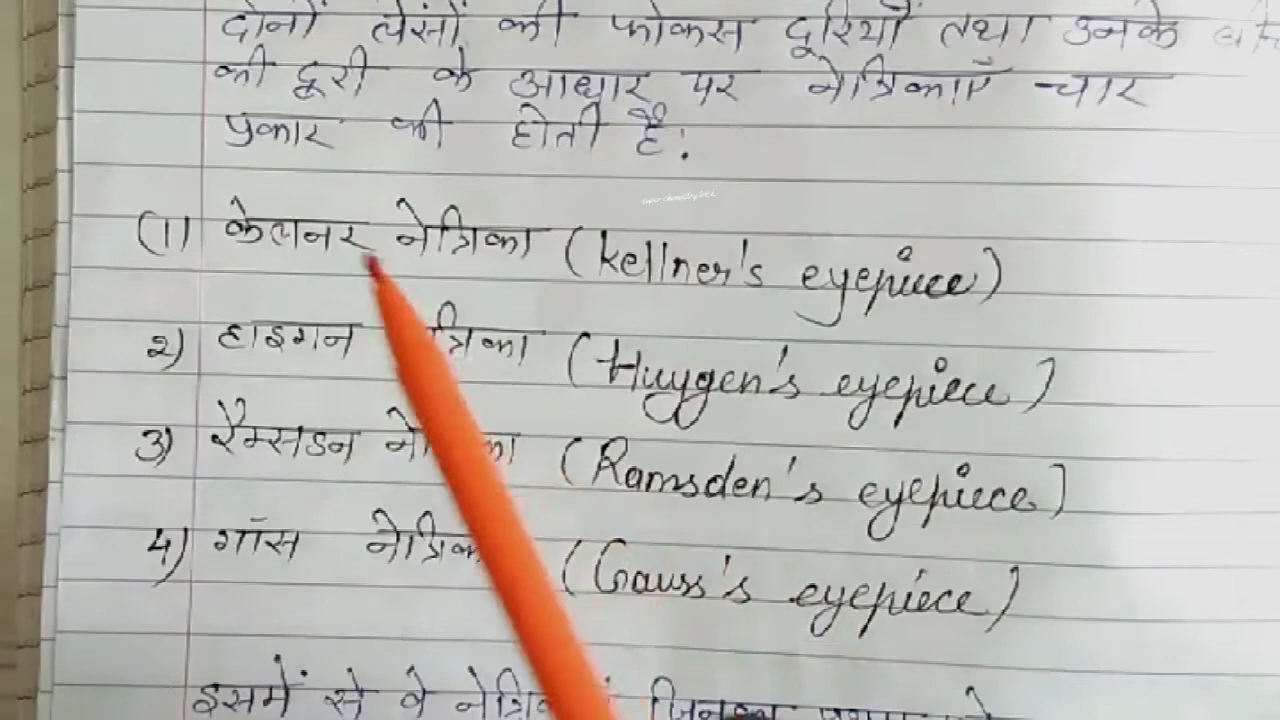 दोनों लेंसों की फोकस दूरियों तथा उनके बीच
की दूरी के आधार पर नेत्रिकाएँ चार
प्रकार की होती है:
(1) केलनर नेत्रिका (Kellner's eyepiece)
2) हाइगन त्रिका (Huygen's eyepiece)
3) रैम्सडन ने का (Ramsden's eyepiece)
4) गॉस नेत्रिका (Gauss's eyepiece)
इसमें से वे नेत्रि जिनका